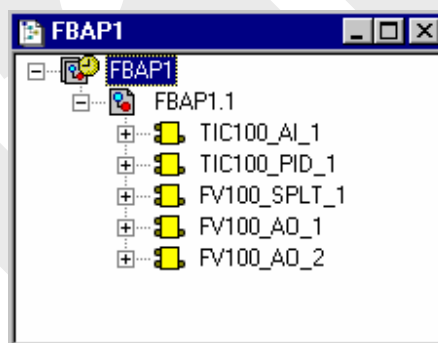 FBAP1
FBAP1
FBAP1.1
TIC100_AI_1
TIC100_PID_1
FV100_SPLT_1
FV100_AO_1
FV100_AO_2